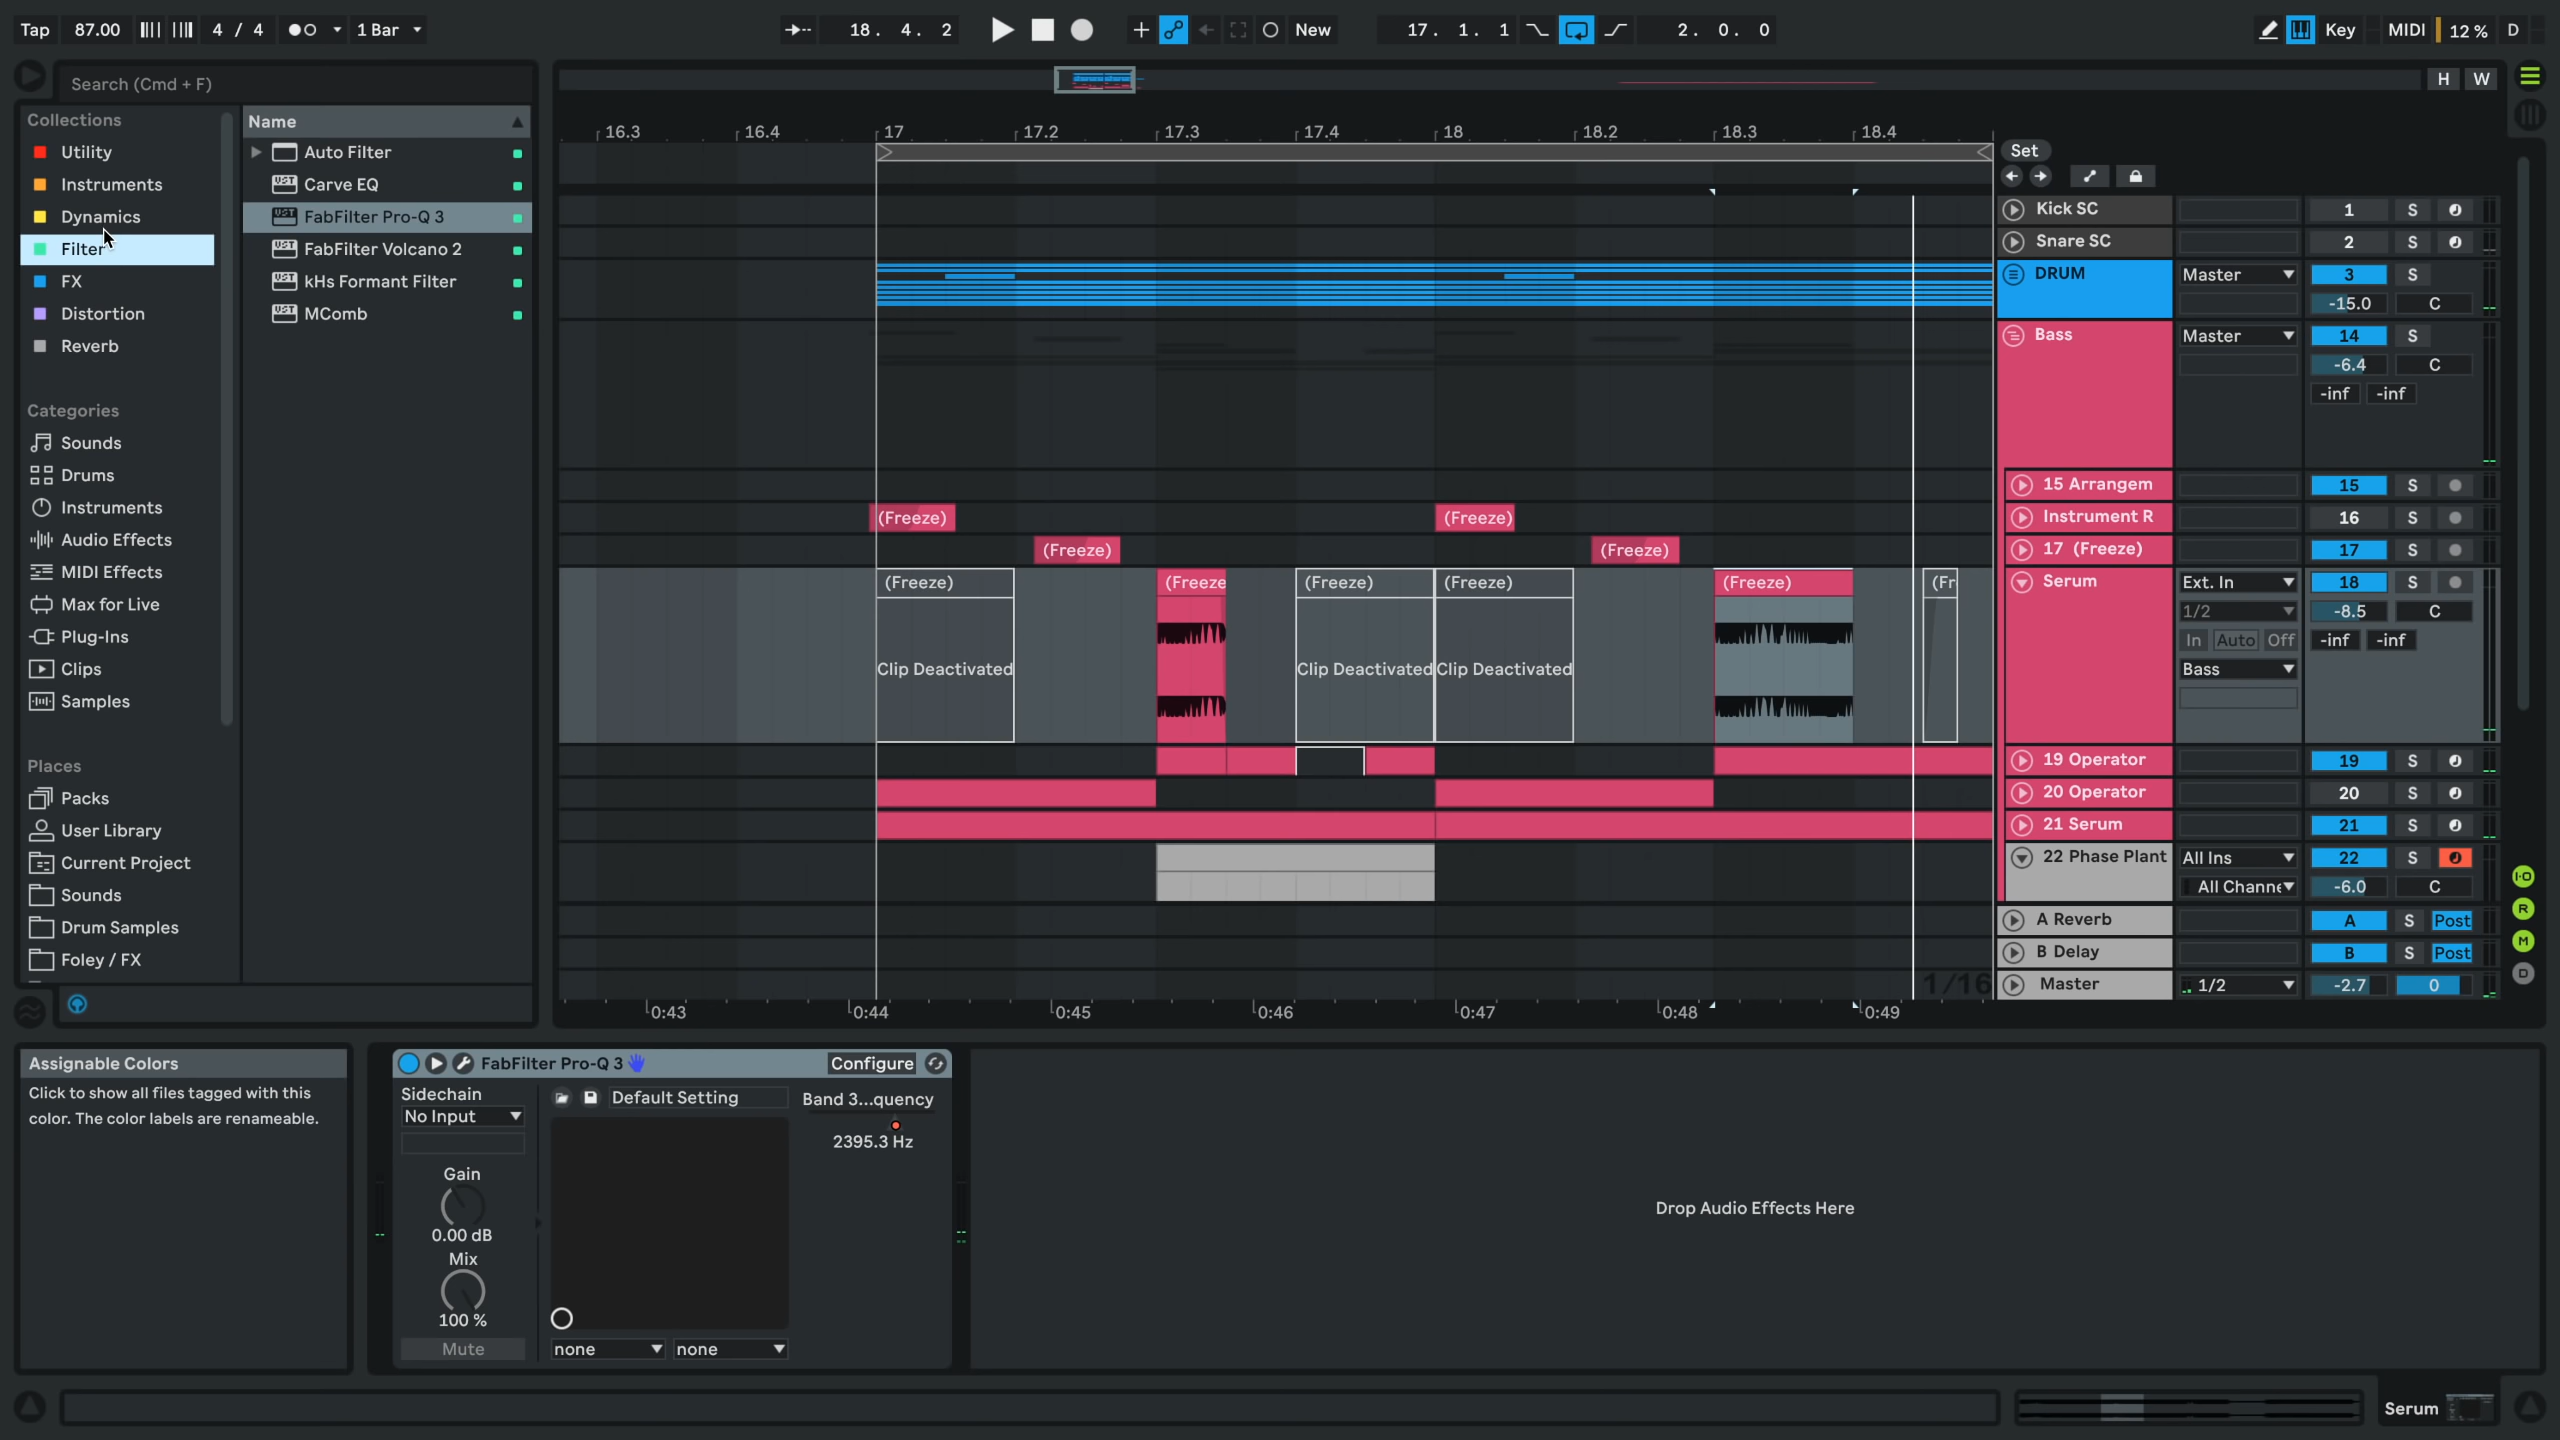 Tap 87.00 4 / 4 1 Bar 18. 4. 2 New 17. 1. 1 2. 0. 0 Key MIDI 12 % D
Search (Cmd + F)
Collections
Utility
Instruments
Dynamics
Filter
FX
Distortion
Reverb
Categories
Sounds
Drums
Instruments
Audio Effects
MIDI Effects
Max for Live
Plug-Ins
Clips
Samples
Places
Packs
User Library
Current Project
Sounds
Drum Samples
Foley / FX
Name
Auto Filter
Carve EQ
FabFilter Pro-Q 3
FabFilter Volcano 2
kHs Formant Filter
MComb
H W
16.3 16.4 17 17.2 17.3 17.4 18 18.2 18.3 18.4
Set
Kick SC 1 S
Snare SC 2 S
DRUM Master 3 S
-15.0 C
Bass Master 14 S
-6.4 C
-inf -inf
15 Arrangem 15 S
(Freeze) (Freeze) Instrument R 16 S
(Freeze) (Freeze) 17 (Freeze) 17 S
(Freeze) (Freeze (Freeze) (Freeze) (Freeze) (Fr Serum Ext. In 18 S
1/2 -8.5 C
In Auto Off -inf -inf
Clip Deactivated Clip Deactivated Clip Deactivated Bass
19 Operator 19 S
20 Operator 20 S
21 Serum 21 S
22 Phase Plant All Ins 22 S
All Channe -6.0 C
A Reverb A S Post
B Delay B S Post
1/16 Master 1/2 -2.7 0
0:43 0:44 0:45 0:46 0:47 0:48 0:49
I-O
R
M
D
Assignable Colors
Click to show all files tagged with this
color. The color labels are renameable.
FabFilter Pro-Q 3 Configure
Sidechain
No Input
Default Setting
Band 3...quency
2395.3 Hz
Gain
0.00 dB
Mix
100 %
Mute
none none
Drop Audio Effects Here
Serum